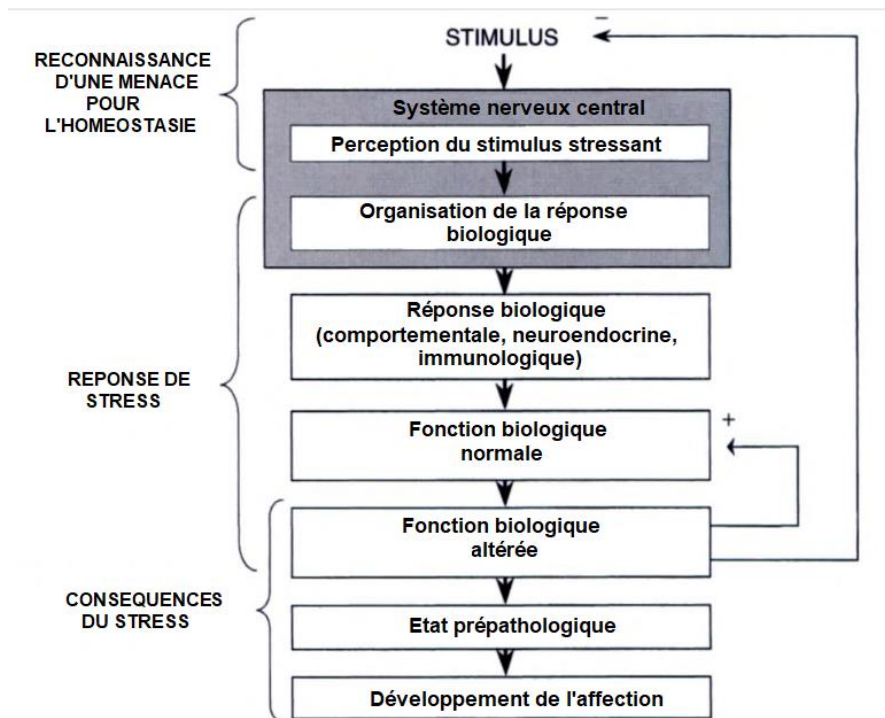 STIMULUS
−
RECONNAISSANCE
D'UNE MENACE
POUR
L'HOMEOSTASIE
Système nerveux central
Perception du stimulus stressant
Organisation de la réponse
biologique
Réponse biologique
(comportementale, neuroendocrine,
immunologique)
REPONSE DE
STRESS
Fonction biologique
normale
+
Fonction biologique
altérée
CONSEQUENCES
DU STRESS
Etat prépathologique
Développement de l'affection